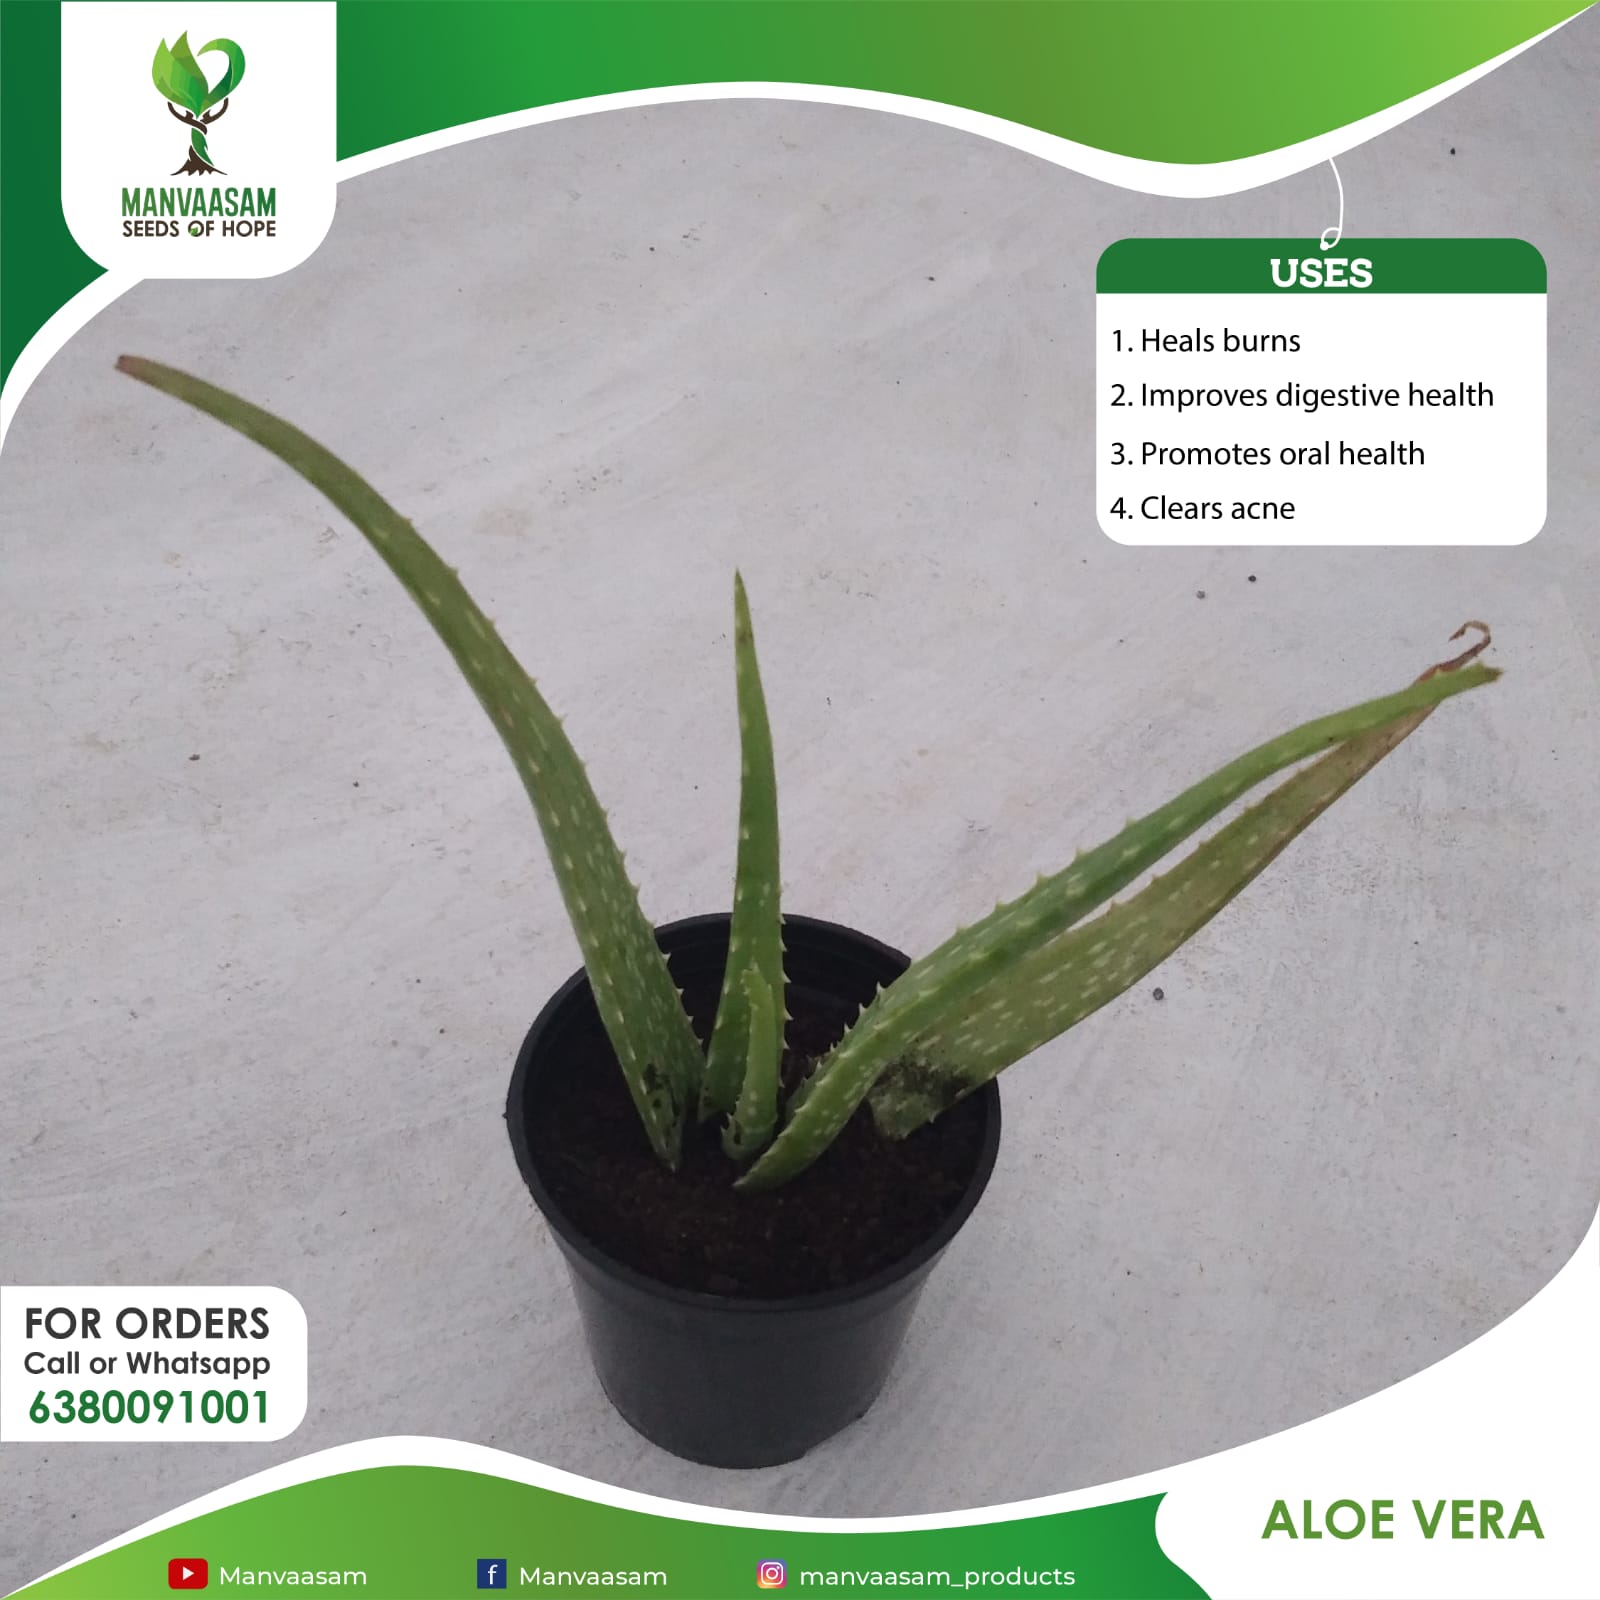 MANVAASAM
SEEDS OF HOPE
USES
1. Heals burns
2. Improves digestive health
3. Promotes oral health
4. Clears acne
FOR ORDERS
Call or Whatsapp
6380091001
ALOE VERA
Manvaasam
f Manvaasam
manvaasam_products